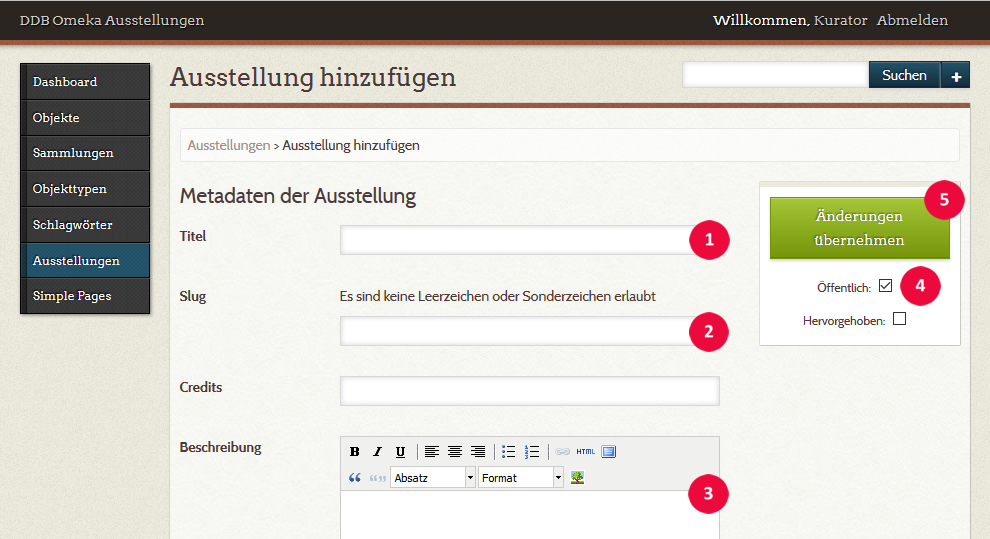 DDB Omeka Ausstellungen
Willkommen, Kurator Abmelden
Dashboard
Objekte
Sammlungen
Objekttypen
Schlagwörter
Ausstellungen
Simple Pages
Ausstellung hinzufügen
Suchen +
Ausstellungen > Ausstellung hinzufügen
Metadaten der Ausstellung
Titel
1
Slug
Es sind keine Leerzeichen oder Sonderzeichen erlaubt
2
Credits
Beschreibung
B I U HTML
Absatz Format
3
Änderungen
übernehmen
5
Öffentlich:
4
Hervorgehoben: